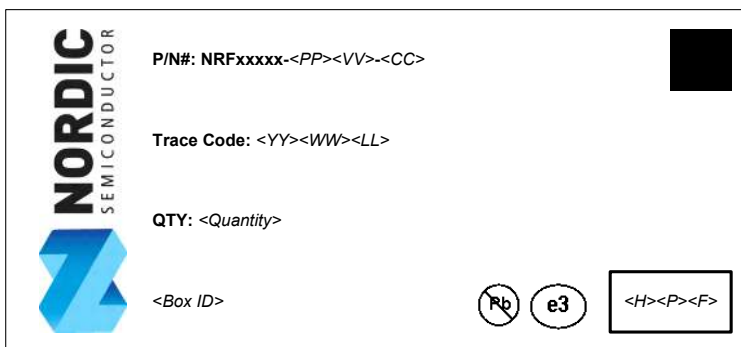 NORDIC
SEMICONDUCTOR
P/N#: NRFxxxxx-<PP><VV>-<CC>
Trace Code: <YY><WW><LL>
QTY: <Quantity>
<Box ID>
Pb
e3
<H><P><F>